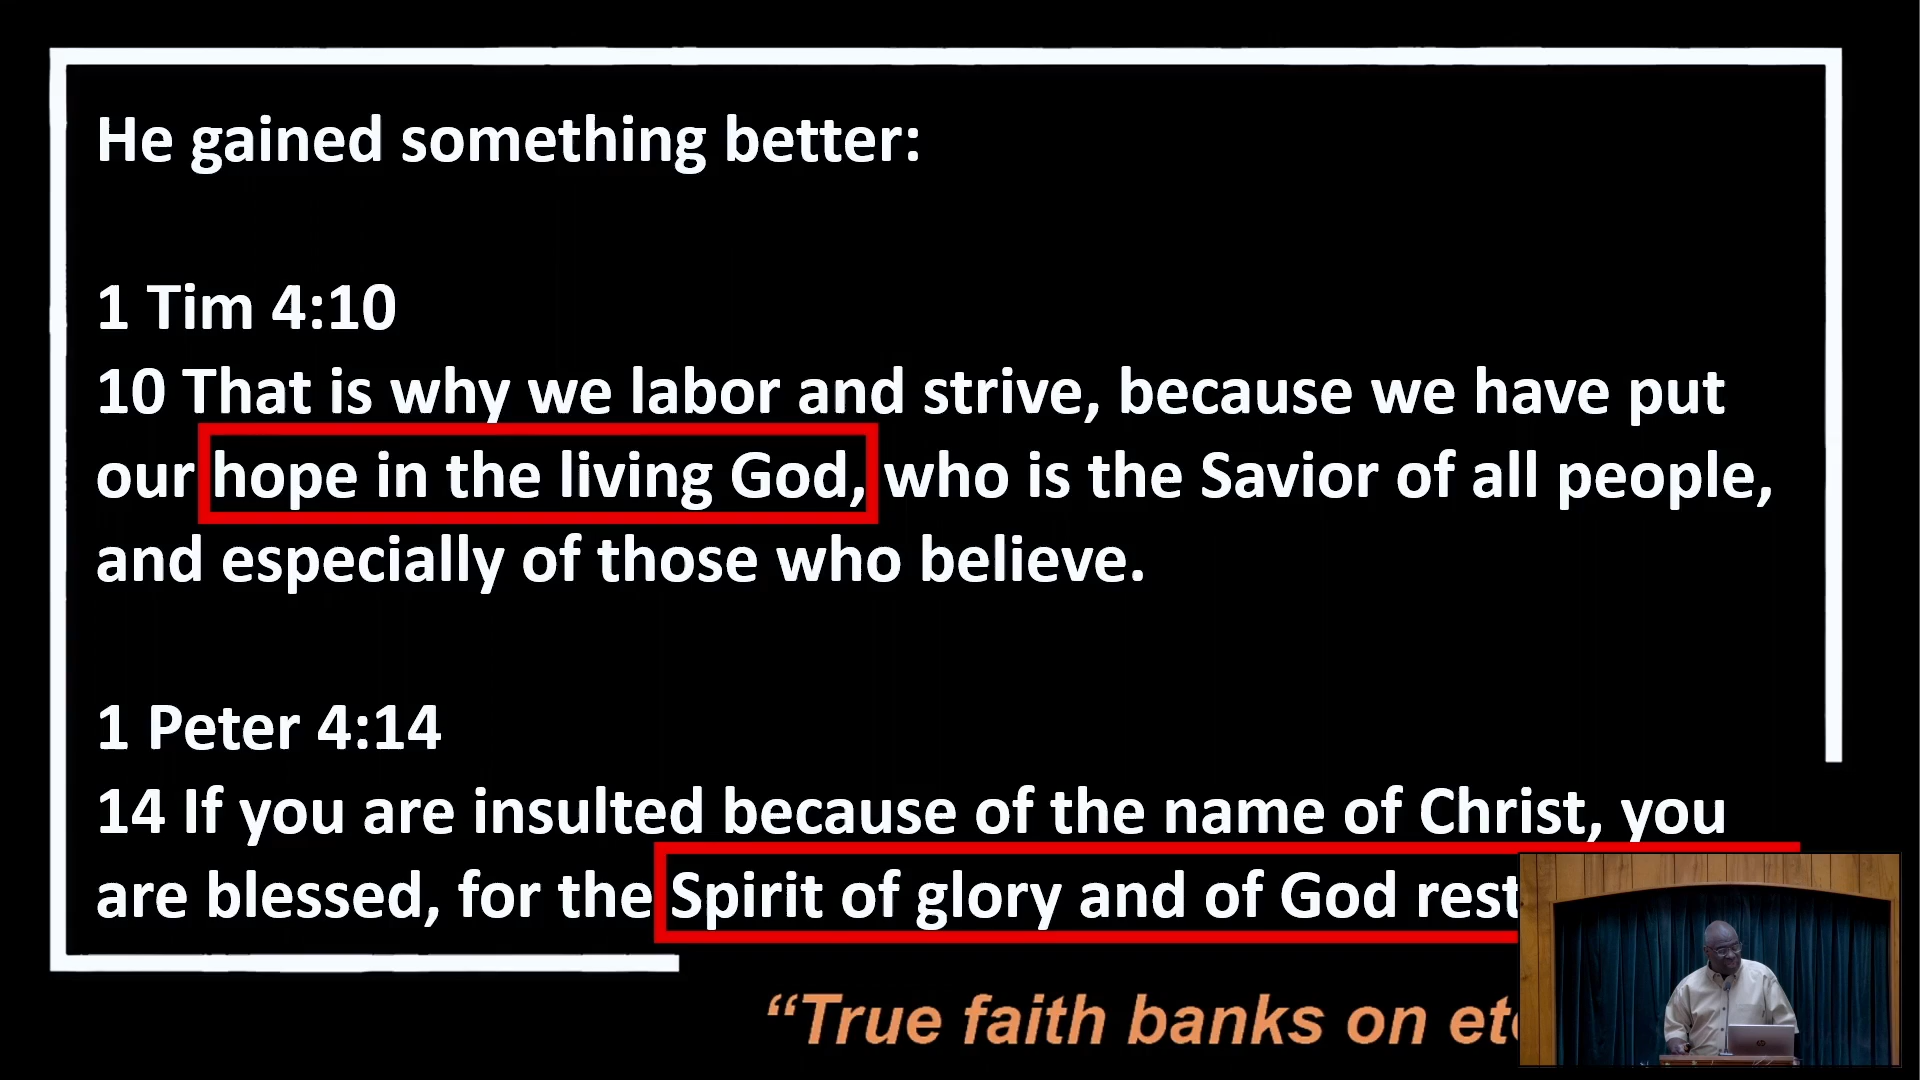 He gained something better:
1 Tim 4:10
10 That is why we labor and strive, because we have put
our hope in the living God, who is the Savior of all people,
and especially of those who believe.
1 Peter 4:14
14 If you are insulted because of the name of Christ, you
are blessed, for the Spirit of glory and of God rest
“True faith banks on